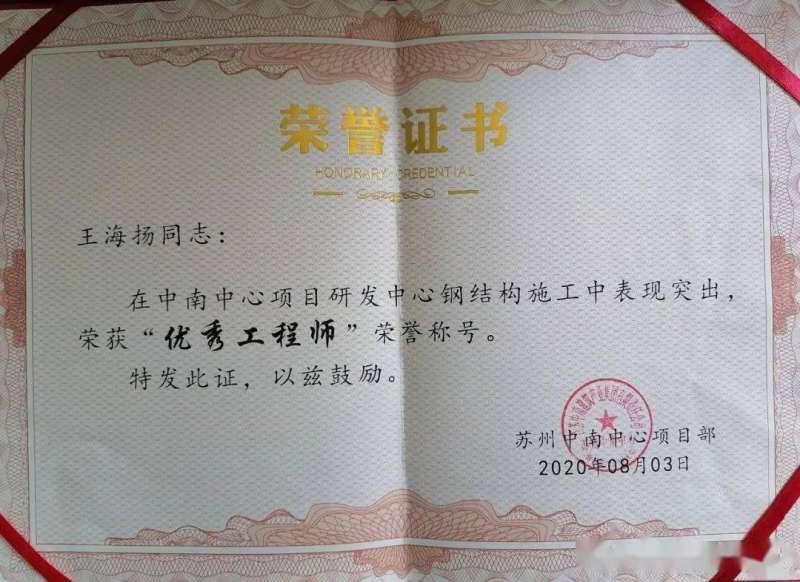 荣誉证书
HONORARY CREDENTIAL
王海扬同志：
在中南中心项目研发中心钢结构施工中表现突出，
荣获“优秀工程师”荣誉称号。
特发此证，以兹鼓励。
苏州中南中心项目部
2020年08月03日